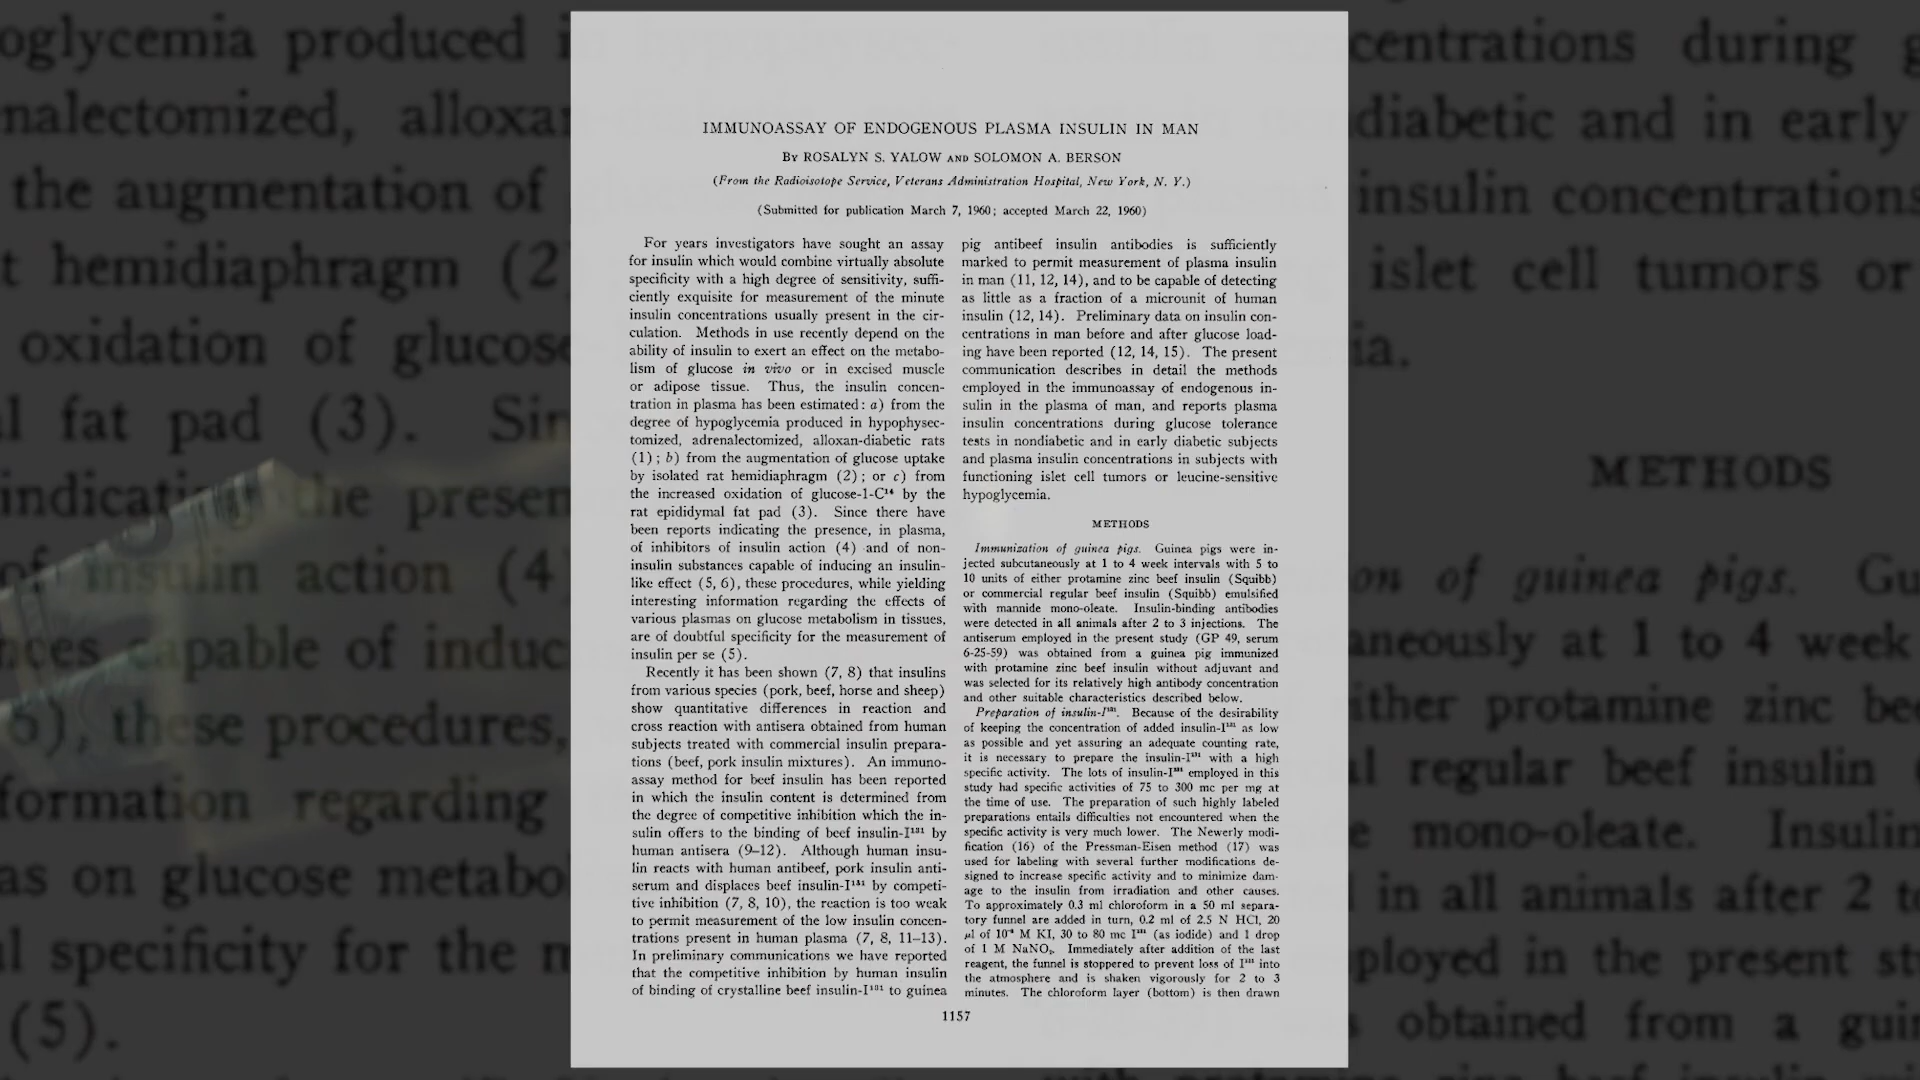 IMMUNOASSAY OF ENDOGENOUS PLASMA INSULIN IN MAN
By ROSALYN S. YALOW AND SOLOMON A. BERSON
(From the Radioisotope Service, Veterans Administration Hospital, New York, N. Y.)
(Submitted for publication March 7, 1960; accepted March 22, 1960)
For years investigators have sought an assay
for insulin which would combine virtually absolute
specificity with a high degree of sensitivity, suffi-
ciently exquisite for measurement of the minute
insulin concentrations usually present in the cir-
culation. Methods in use recently depend on the
ability of insulin to exert an effect on the metabo-
lism of glucose in vivo or in excised muscle
or adipose tissue. Thus, the insulin concen-
tration in plasma has been estimated: a) from the
degree of hypoglycemia produced in hypophysec-
tomized, adrenalectomized, alloxan-diabetic rats
(1); b) from the augmentation of glucose uptake
by isolated rat hemidiaphragm (2); or c) from
the increased oxidation of glucose-1-C¹⁴ by the
rat epididymal fat pad (3). Since there have
been reports indicating the presence, in plasma,
of inhibitors of insulin action (4) and of non-
insulin substances capable of inducing an insulin-
like effect (5, 6), these procedures, while yielding
interesting information regarding the effects of
various plasmas on glucose metabolism in tissues,
are of doubtful specificity for the measurement of
insulin per se (5).
Recently it has been shown (7, 8) that insulins
from various species (pork, beef, horse and sheep)
show quantitative differences in reaction and
cross reaction with antisera obtained from human
subjects treated with commercial insulin prepara-
tions (beef, pork insulin mixtures). An immuno-
assay method for beef insulin has been reported
in which the insulin content is determined from
the degree of competitive inhibition which the in-
sulin offers to the binding of beef insulin-I¹³¹ by
human antisera (9–12). Although human insu-
lin reacts with human antibeef, pork insulin anti-
serum and displaces beef insulin-I¹³¹ by competi-
tive inhibition (7, 8, 10), the reaction is too weak
to permit measurement of the low insulin concen-
trations present in human plasma (7, 8, 11–13).
In preliminary communications we have reported
that the competitive inhibition by human insulin
of binding of crystalline beef insulin-I¹³¹ to guinea
pig antibeef insulin antibodies is sufficiently
marked to permit measurement of plasma insulin
in man (11, 12, 14), and to be capable of detecting
as little as a fraction of a microunit of human
insulin (12, 14). Preliminary data on insulin con-
centrations in man before and after glucose load-
ing have been reported (12, 14, 15). The present
communication describes in detail the methods
employed in the immunoassay of endogenous in-
sulin in the plasma of man, and reports plasma
insulin concentrations during glucose tolerance
tests in nondiabetic and in early diabetic subjects
and plasma insulin concentrations in subjects with
functioning islet cell tumors or leucine-sensitive
hypoglycemia.
METHODS
Immunization of guinea pigs. Guinea pigs were in-
jected subcutaneously at 1 to 4 week intervals with 5 to
10 units of either protamine zinc beef insulin (Squibb)
or commercial regular beef insulin (Squibb) emulsified
with mannide mono-oleate. Insulin-binding antibodies
were detected in all animals after 2 to 3 injections. The
antiserum employed in the present study (GP 49, serum
6-25-59) was obtained from a guinea pig immunized
with protamine zinc beef insulin without adjuvant and
was selected for its relatively high antibody concentration
and other suitable characteristics described below.
Preparation of insulin-I¹³¹. Because of the desirability
of keeping the concentration of added insulin-I¹³¹ as low
as possible and yet assuring an adequate counting rate,
it is necessary to prepare the insulin-I¹³¹ with a high
specific activity. The lots of insulin-I¹³¹ employed in this
study had specific activities of 75 to 300 mc per mg at
the time of use. The preparation of such highly labeled
preparations entails difficulties not encountered when the
specific activity is very much lower. The Newerly modi-
fication (16) of the Pressman-Eisen method (17) was
used for labeling with several further modifications de-
signed to increase specific activity and to minimize dam-
age to the insulin from irradiation and other causes.
To approximately 0.3 ml chloroform in a 50 ml separa-
tory funnel are added in turn, 0.2 ml of 2.5 N HCl, 20
μl of M KI, 30 to 80 mc I¹³¹ (as iodide) and 1 drop
of 1 M NaNO₂. Immediately after addition of the last
reagent, the funnel is stoppered to prevent loss of I¹³¹ into
the atmosphere and is shaken vigorously for 2 to 3
minutes. The chloroform layer (bottom) is then drawn
1157